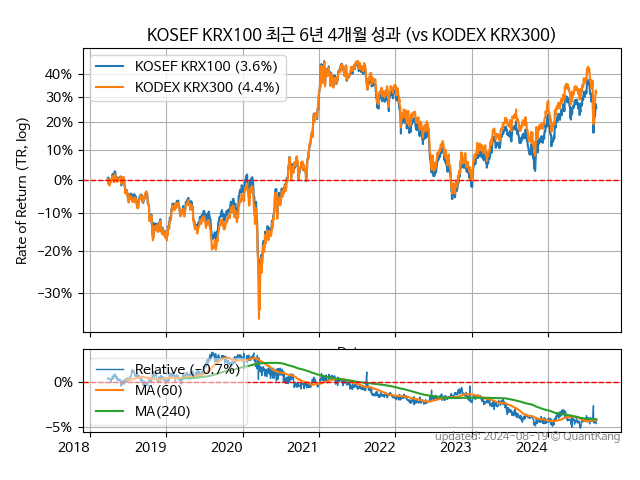 KOSEF KRX100 최근 6년 4개월 성과 (vs KODEX KRX300)
Rate of Return (TR, log)
40%
30%
20%
10%
0%
−10%
−30%
KOSEF KRX100 (3.6%)
KODEX KRX300 (4.4%)
0%
−5%
Relative (−0.7%)
MA(60)
MA(240)
2018 2019 2020 2021 2022 2023 2024
updated: 2024-08-19 © QuantKang